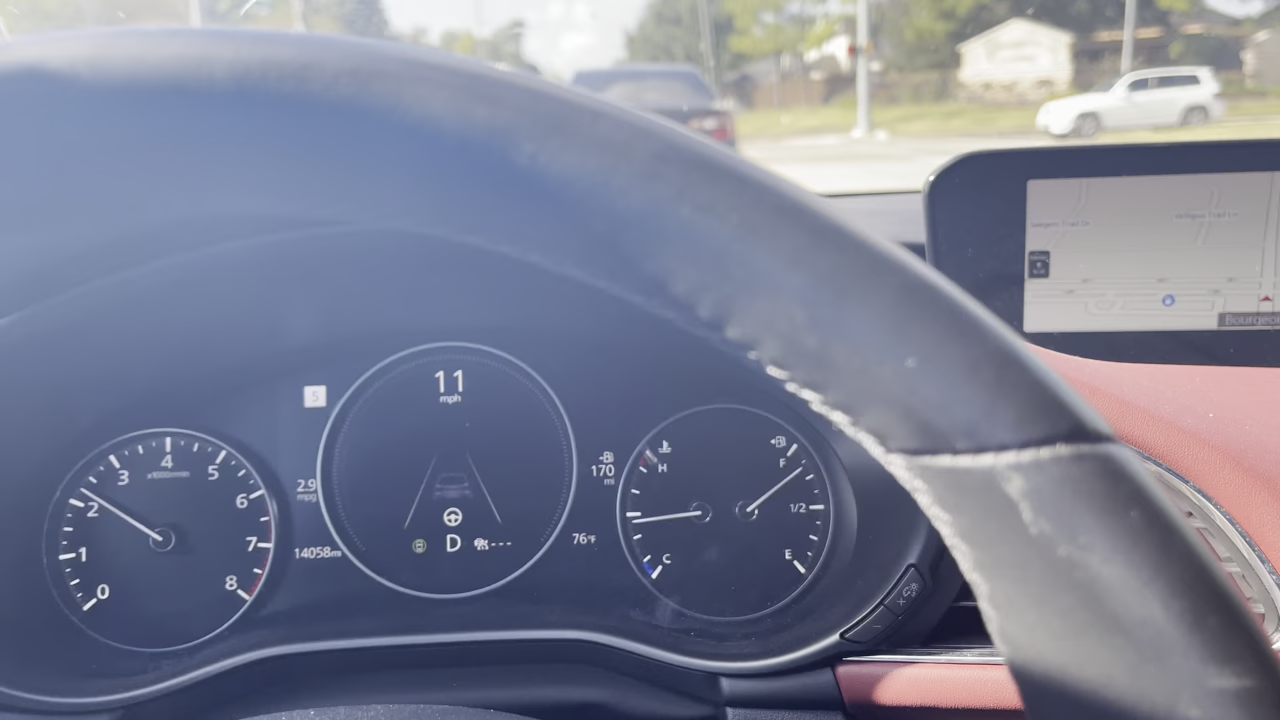 11
mph
S
4
x1000r/min
3
5
2
6
1
7
0
8
2.9
mpg
14058mi
D
---
170
mi
76°F
H
C
F
1/2
E
Bourgeo